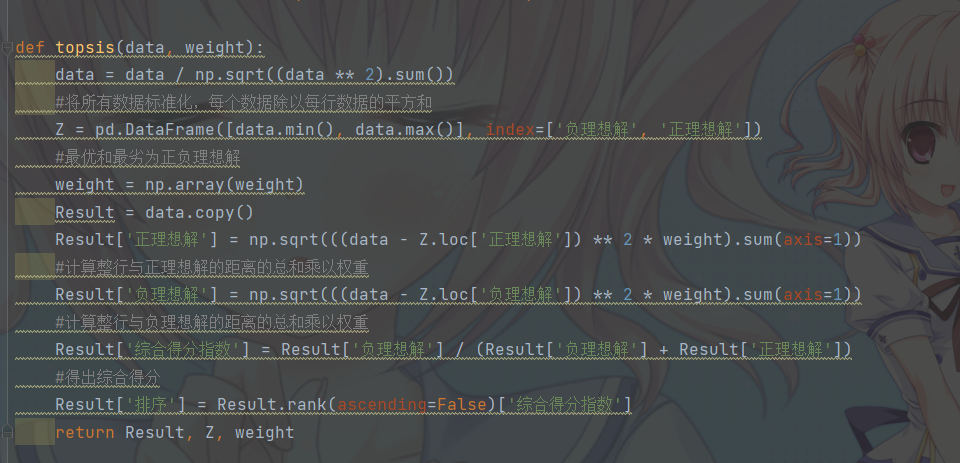 def topsis(data, weight):
    data = data / np.sqrt((data ** 2).sum())
    #将所有数据标准化，每个数据除以每行数据的平方和
    Z = pd.DataFrame([data.min(), data.max()], index=['负理想解', '正理想解'])
    #最优和最劣为正负理想解
    weight = np.array(weight)
    Result = data.copy()
    Result['正理想解'] = np.sqrt(((data - Z.loc['正理想解']) ** 2 * weight).sum(axis=1))
    #计算整行与正理想解的距离的总和乘以权重
    Result['负理想解'] = np.sqrt(((data - Z.loc['负理想解']) ** 2 * weight).sum(axis=1))
    #计算整行与负理想解的距离的总和乘以权重
    Result['综合得分指数'] = Result['负理想解'] / (Result['负理想解'] + Result['正理想解'])
    #得出综合得分
    Result['排序'] = Result.rank(ascending=False)['综合得分指数']
    return Result, Z, weight